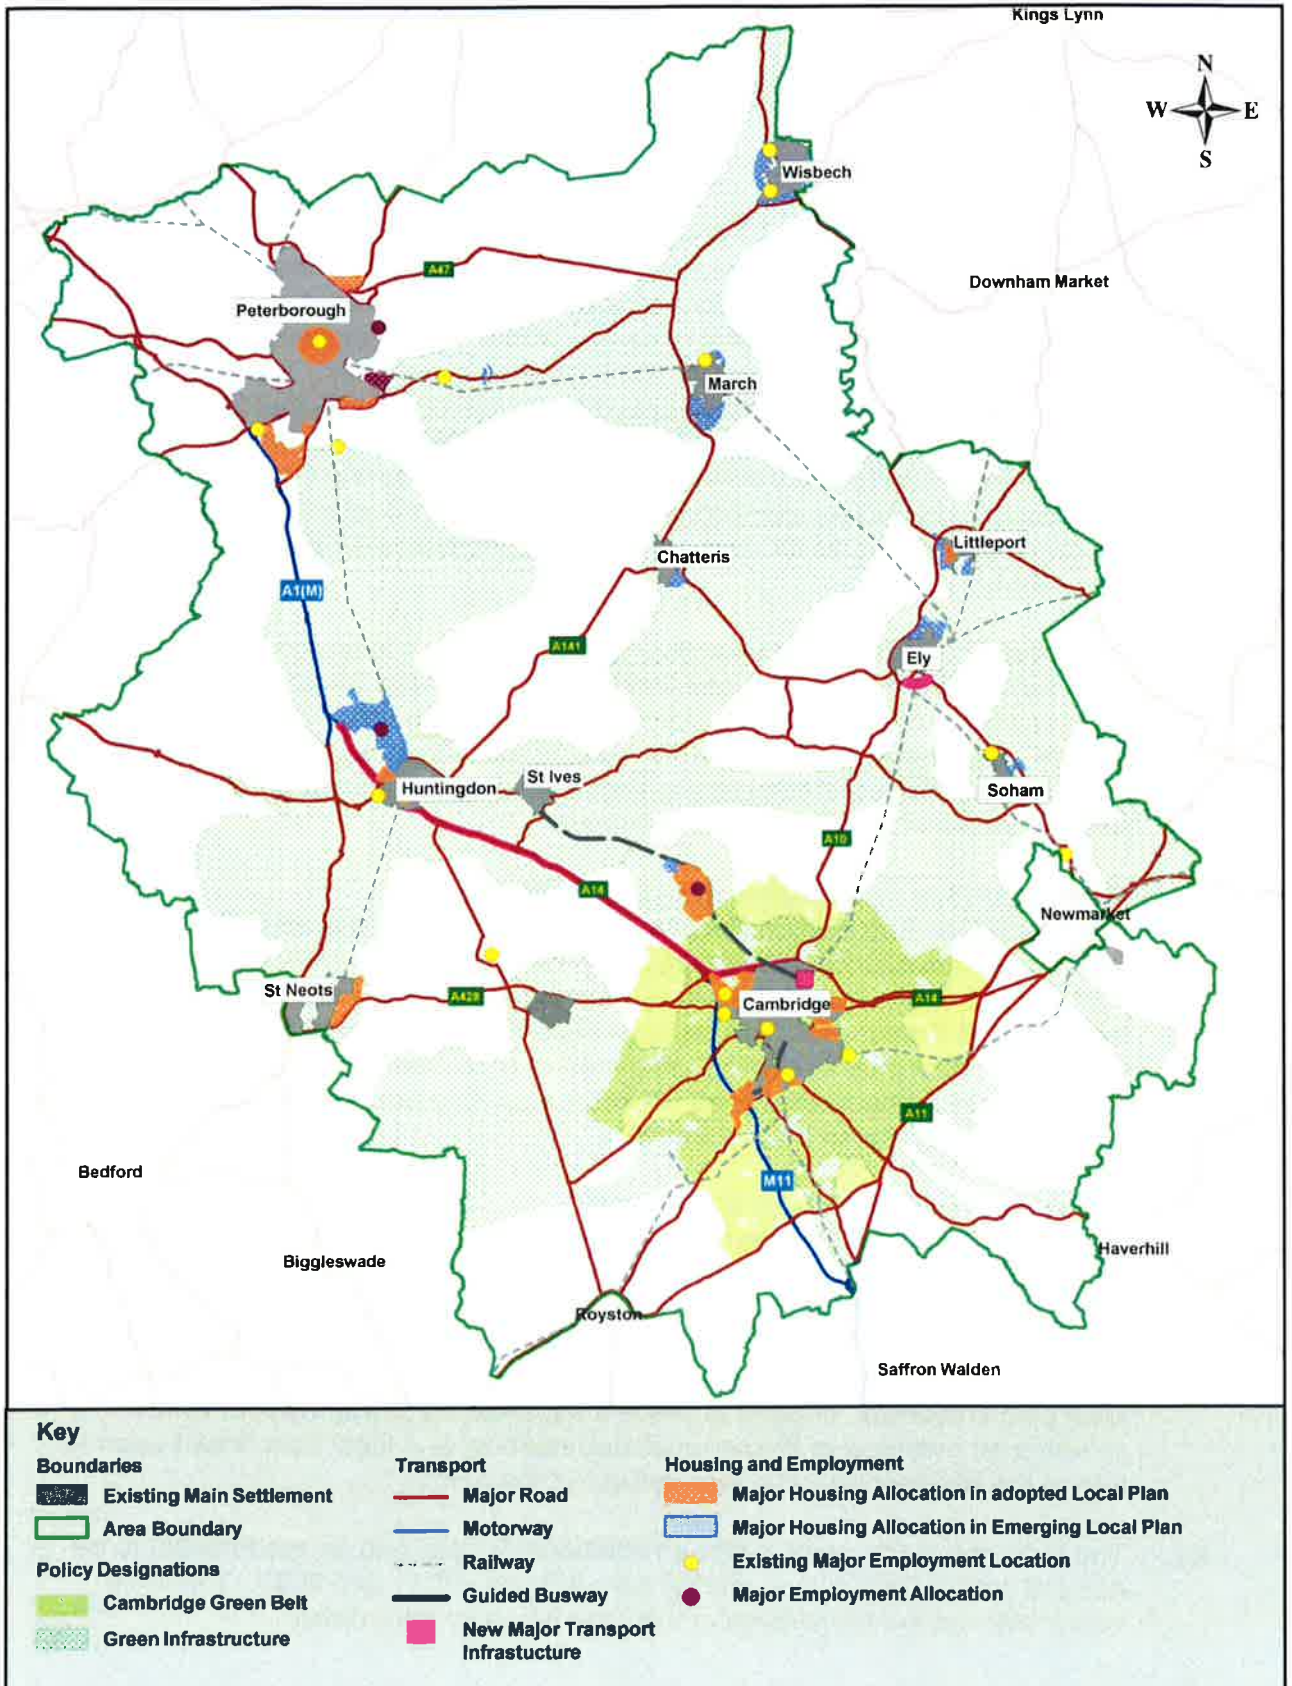 Kings Lynn
N
W E
S
Wisbech
Downham Market
A47
Peterborough
March
Littleport
Chatteris
A1(M)
A141
Ely
Soham
St Ives
Huntingdon
A10
A14
Newmarket
St Neots
A428
A14
Cambridge
A11
Bedford
M11
Haverhill
Biggleswade
Royston
Saffron Walden
Key
Boundaries
Existing Main Settlement
Area Boundary
Policy Designations
Cambridge Green Belt
Green Infrastructure
Transport
Major Road
Motorway
Railway
Guided Busway
New Major Transport
Infrastucture
Housing and Employment
Major Housing Allocation in adopted Local Plan
Major Housing Allocation in Emerging Local Plan
Existing Major Employment Location
Major Employment Allocation